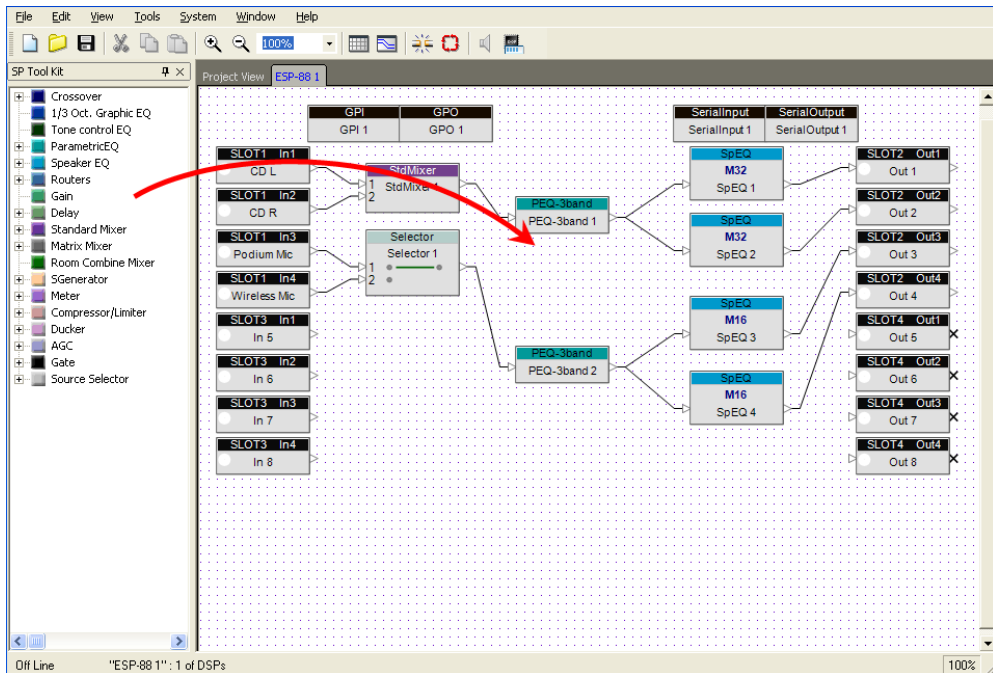 File Edit View Tools System Window Help
100%
SP Tool Kit
Project View ESP-88 1
Crossover
1/3 Oct. Graphic EQ
Tone control EQ
ParametricEQ
Speaker EQ
Routers
Gain
Delay
Standard Mixer
Matrix Mixer
Room Combine Mixer
SGenerator
Meter
Compressor/Limiter
Ducker
AGC
Gate
Source Selector
GPI GPO
GPI 1 GPO 1
SerialInput SerialOutput
SerialInput 1 SerialOutput 1
SLOT1 In1
CD L
SLOT1 In2
CD R
SLOT1 In3
Podium Mic
SLOT1 In4
Wireless Mic
SLOT3 In1
In 5
SLOT3 In2
In 6
SLOT3 In3
In 7
SLOT3 In4
In 8
StdMixer
1 StdMixer 1
2
Selector
Selector 1
1
2
PEQ-3band
PEQ-3band 1
PEQ-3band
PEQ-3band 2
SpEQ
M32
SpEQ 1
SpEQ
M32
SpEQ 2
SpEQ
M16
SpEQ 3
SpEQ
M16
SpEQ 4
SLOT2 Out1
Out 1
SLOT2 Out2
Out 2
SLOT2 Out3
Out 3
SLOT2 Out4
Out 4
SLOT4 Out1
Out 5
SLOT4 Out2
Out 6
SLOT4 Out3
Out 7
SLOT4 Out4
Out 8
Off Line "ESP-88 1" : 1 of DSPs 100%